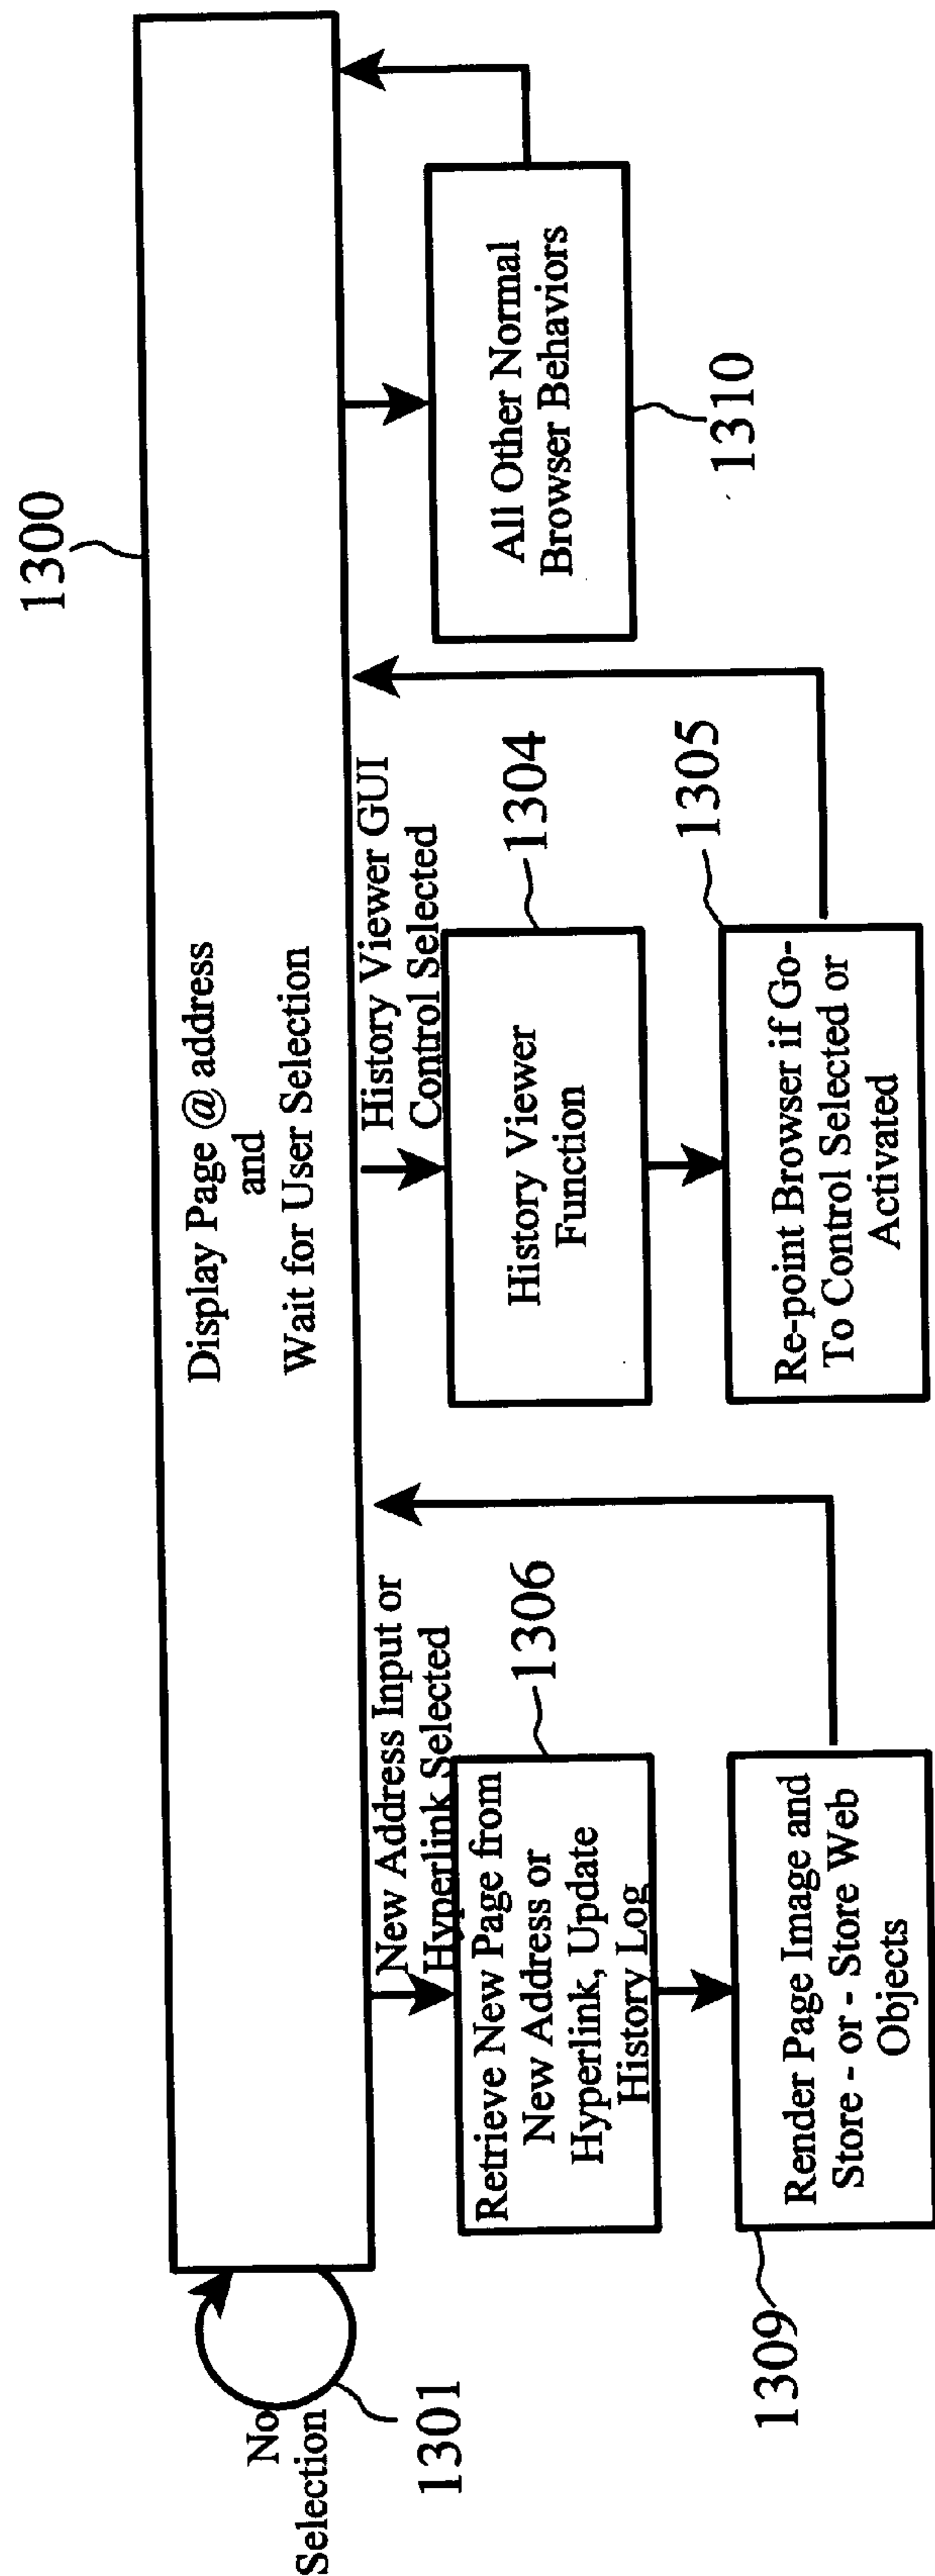 1300
Display Page @ address
and
Wait for User Selection
No
Selection
1301
New Address Input or
Hyperlink Selected
Retrieve New Page from
New Address or
Hyperlink, Update
History Log
1306
Render Page Image and
Store - or - Store Web
Objects
1309
History Viewer GUI
Control Selected
History Viewer
Function
1304
Re-point Browser if Go-
To Control Selected or
Activated
1305
All Other Normal
Browser Behaviors
1310